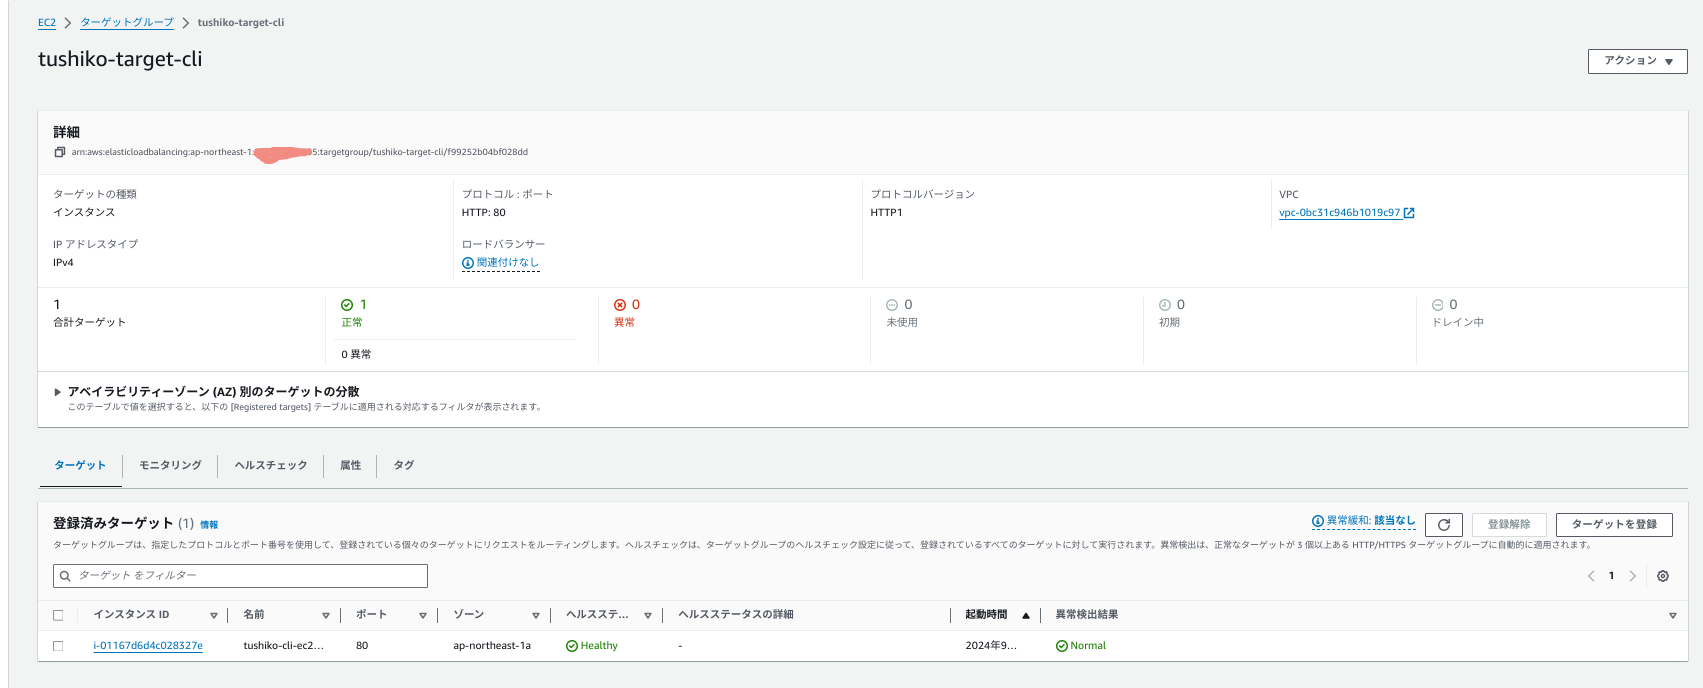 EC2 > ターゲットグループ > tushiko-target-cli
tushiko-target-cli
アクション
詳細
arn:aws:elasticloadbalancing:ap-northeast-1: 5:targetgroup/tushiko-target-cli/f99252b04bf028dd
ターゲットの種類
インスタンス
プロトコル : ポート
HTTP: 80
プロトコルバージョン
HTTP1
VPC
vpc-0bc31c946b1019c97
IP アドレスタイプ
IPv4
ロードバランサー
関連付けなし
1
合計ターゲット
1
正常
0 異常
0
異常
0
未使用
0
初期
0
ドレイン中
アベイラビリティーゾーン (AZ) 別のターゲットの分散
このテーブルで値を選択すると、以下の [Registered targets] テーブルに適用される対応するフィルタが表示されます。
ターゲット モニタリング ヘルスチェック 属性 タグ
登録済みターゲット (1) 情報
異常緩和: 該当なし
登録解除
ターゲットを登録
ターゲットグループは、指定したプロトコルとポート番号を使用して、登録されている個々のターゲットにリクエストをルーティングします。ヘルスチェックは、ターゲットグループのヘルスチェック設定に従って、登録されているすべてのターゲットに対して実行されます。異常検出は、正常なターゲットが 3 個以上ある HTTP/HTTPS ターゲットグループに自動的に適用されます。
ターゲット をフィルター
1
インスタンス ID 名前 ポート ゾーン ヘルスステ... ヘルスステータスの詳細 起動時間 異常検出結果
i-01167d6d4c028327e tushiko-cli-ec2... 80 ap-northeast-1a Healthy - 2024年9... Normal